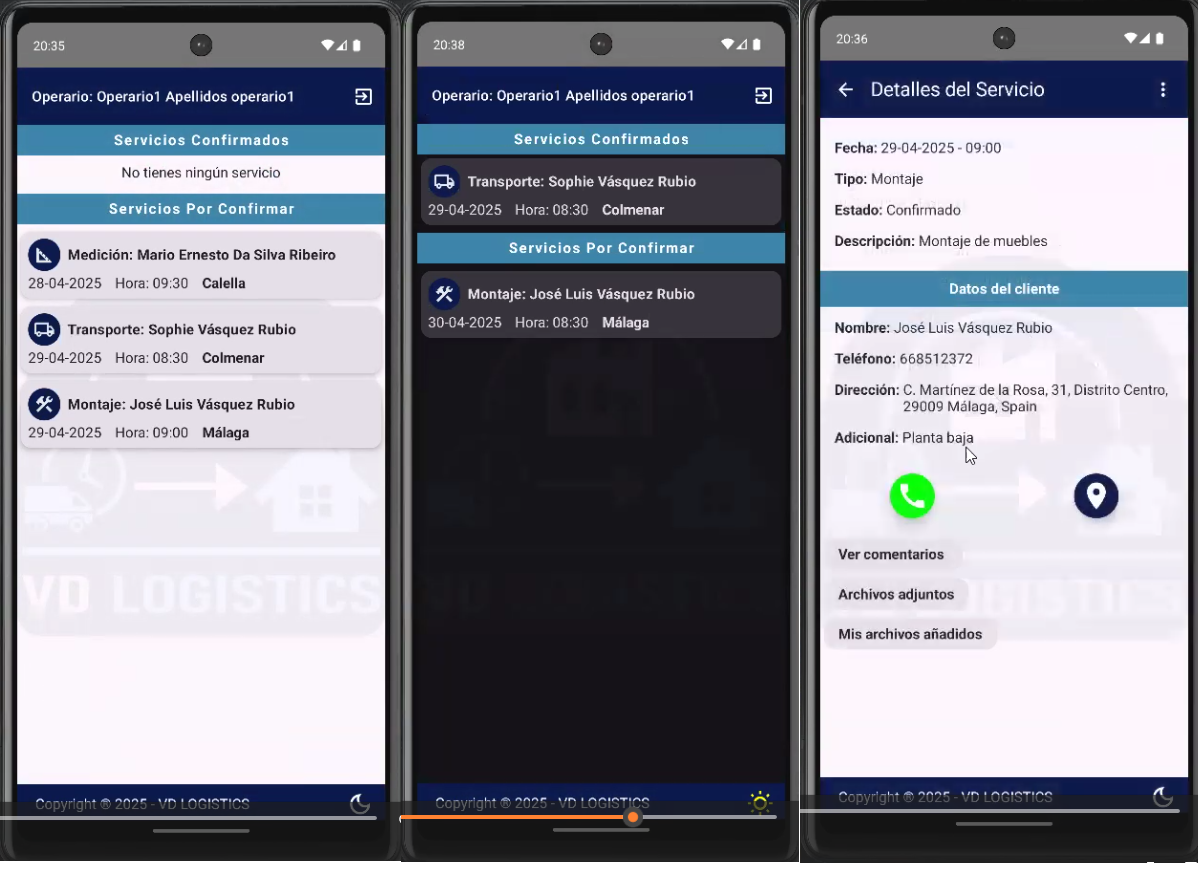 20:35
Operario: Operario1 Apellidos operario1
Servicios Confirmados
No tienes ningún servicio
Servicios Por Confirmar
Medición: Mario Ernesto Da Silva Ribeiro
28-04-2025 Hora: 09:30 Calella
Transporte: Sophie Vásquez Rubio
29-04-2025 Hora: 08:30 Colmenar
Montaje: José Luis Vásquez Rubio
29-04-2025 Hora: 09:00 Málaga
VD LOGISTICS
Copyright ® 2025 - VD LOGISTICS
20:38
Operario: Operario1 Apellidos operario1
Servicios Confirmados
Transporte: Sophie Vásquez Rubio
29-04-2025 Hora: 08:30 Colmenar
Servicios Por Confirmar
Montaje: José Luis Vásquez Rubio
30-04-2025 Hora: 08:30 Málaga
VD LOGISTICS
Copyright ® 2025 - VD LOGISTICS
20:36
Detalles del Servicio
Fecha: 29-04-2025 - 09:00
Tipo: Montaje
Estado: Confirmado
Descripción: Montaje de muebles
Datos del cliente
Nombre: José Luis Vásquez Rubio
Teléfono: 668512372
Dirección: C. Martínez de la Rosa, 31, Distrito Centro,
29009 Málaga, Spain
Adicional: Planta baja
Ver comentarios
Archivos adjuntos
Mis archivos añadidos
Copyright ® 2025 - VD LOGISTICS